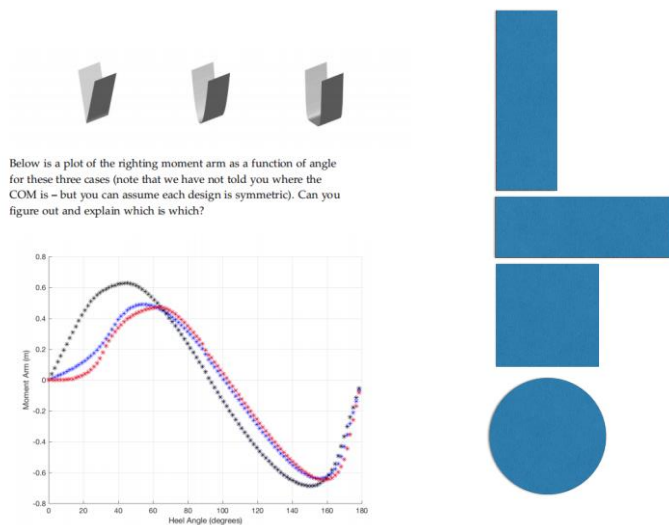 Below is a plot of the righting moment arm as a function of angle
for these three cases (note that we have not told you where the
COM is – but you can assume each design is symmetric). Can you
figure out and explain which is which?
0.8
0.6
0.4
0.2
0
-0.2
-0.4
-0.6
-0.8
Moment Arm (m)
0 20 40 60 80 100 120 140 160 180
Heel Angle (degrees)